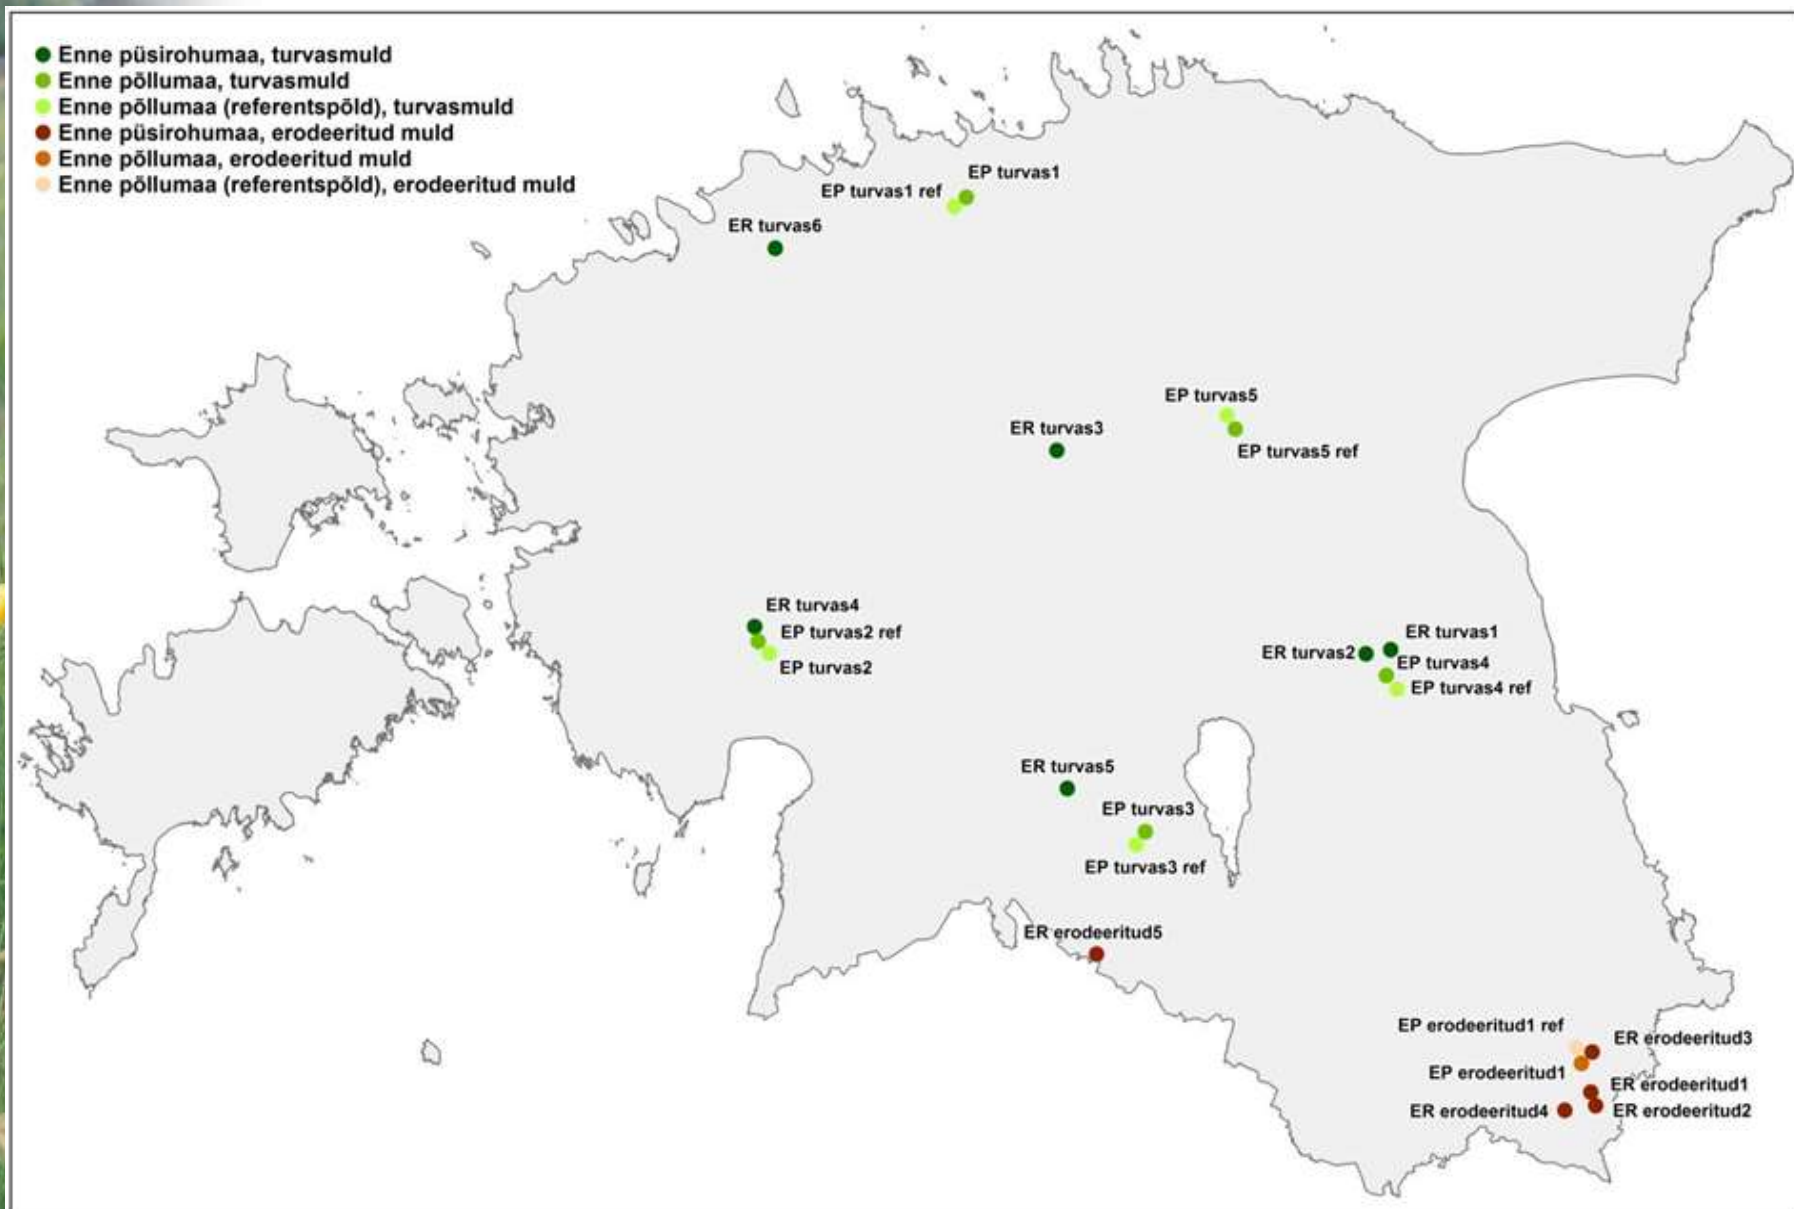 Enne püsirohumaa, turvasmuld
Enne põllumaa, turvasmuld
Enne põllumaa (referentspõld), turvasmuld
Enne püsirohumaa, erodeeritud muld
Enne põllumaa, erodeeritud muld
Enne põllumaa (referentspõld), erodeeritud muld
EP turvas1
EP turvas1 ref
ER turvas6
EP turvas5
ER turvas3
EP turvas5 ref
ER turvas4
EP turvas2 ref
EP turvas2
ER turvas1
ER turvas2
EP turvas4
EP turvas4 ref
ER turvas5
EP turvas3
EP turvas3 ref
ER erodeeritud5
EP erodeeritud1 ref
ER erodeeritud3
EP erodeeritud1
ER erodeeritud1
ER erodeeritud4
ER erodeeritud2